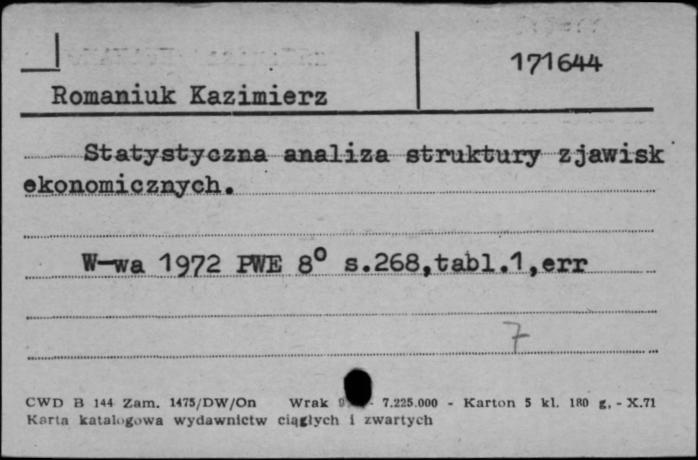 171644
Romaniuk Kazimierz
Statystyczna analiza struktury zjawisk
ekonomicznych.
W-wa 1972 PWE 8° s.268,tabl.1,err
7
CWD B 144 Zam. 1475/DW/On Wrak - 7.225.000 - Karton 5 kl. 180 g. - X.71
Karta katalogowa wydawnictw ciągłych i zwartych